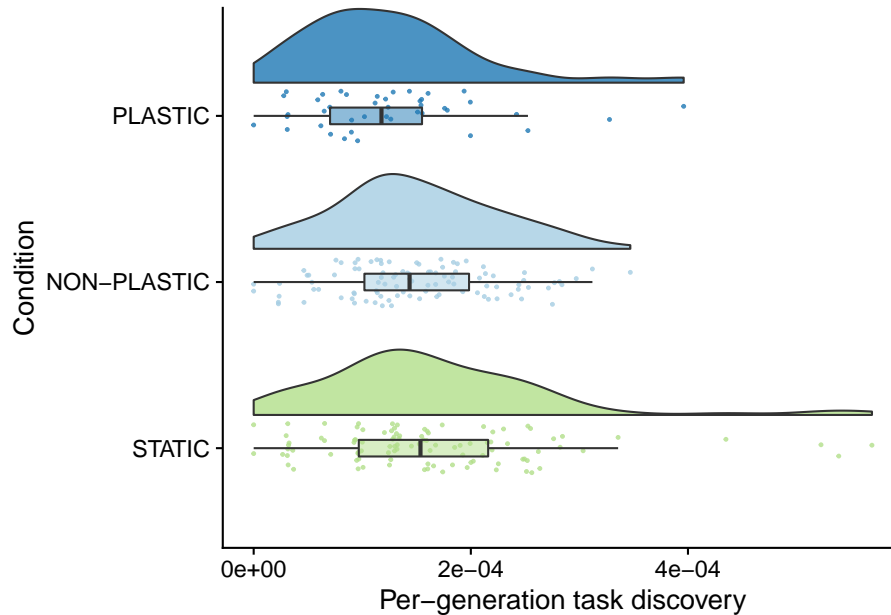 Condition
PLASTIC
NON−PLASTIC
STATIC
0e+00 2e−04 4e−04
Per−generation task discovery